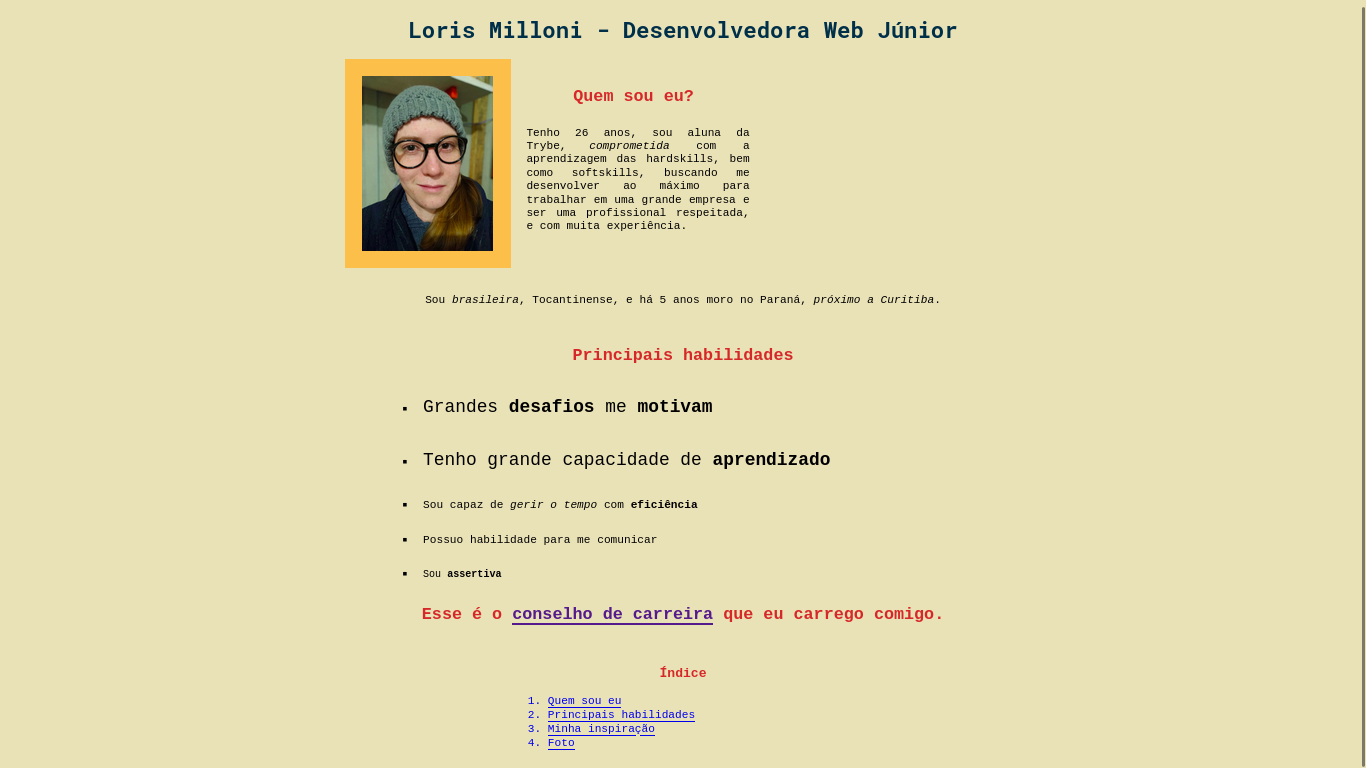 Loris Milloni - Desenvolvedora Web Júnior
Quem sou eu?
Tenho 26 anos, sou aluna da
Trybe, comprometida com a
aprendizagem das hardskills, bem
como softskills, buscando me
desenvolver ao máximo para
trabalhar em uma grande empresa e
ser uma profissional respeitada,
e com muita experiência.
Sou brasileira, Tocantinense, e há 5 anos moro no Paraná, próximo a Curitiba.
Principais habilidades
▪ Grandes desafios me motivam
▪ Tenho grande capacidade de aprendizado
▪ Sou capaz de gerir o tempo com eficiência
▪ Possuo habilidade para me comunicar
▪ Sou assertiva
Esse é o conselho de carreira que eu carrego comigo.
Índice
1. Quem sou eu
2. Principais habilidades
3. Minha inspiração
4. Foto